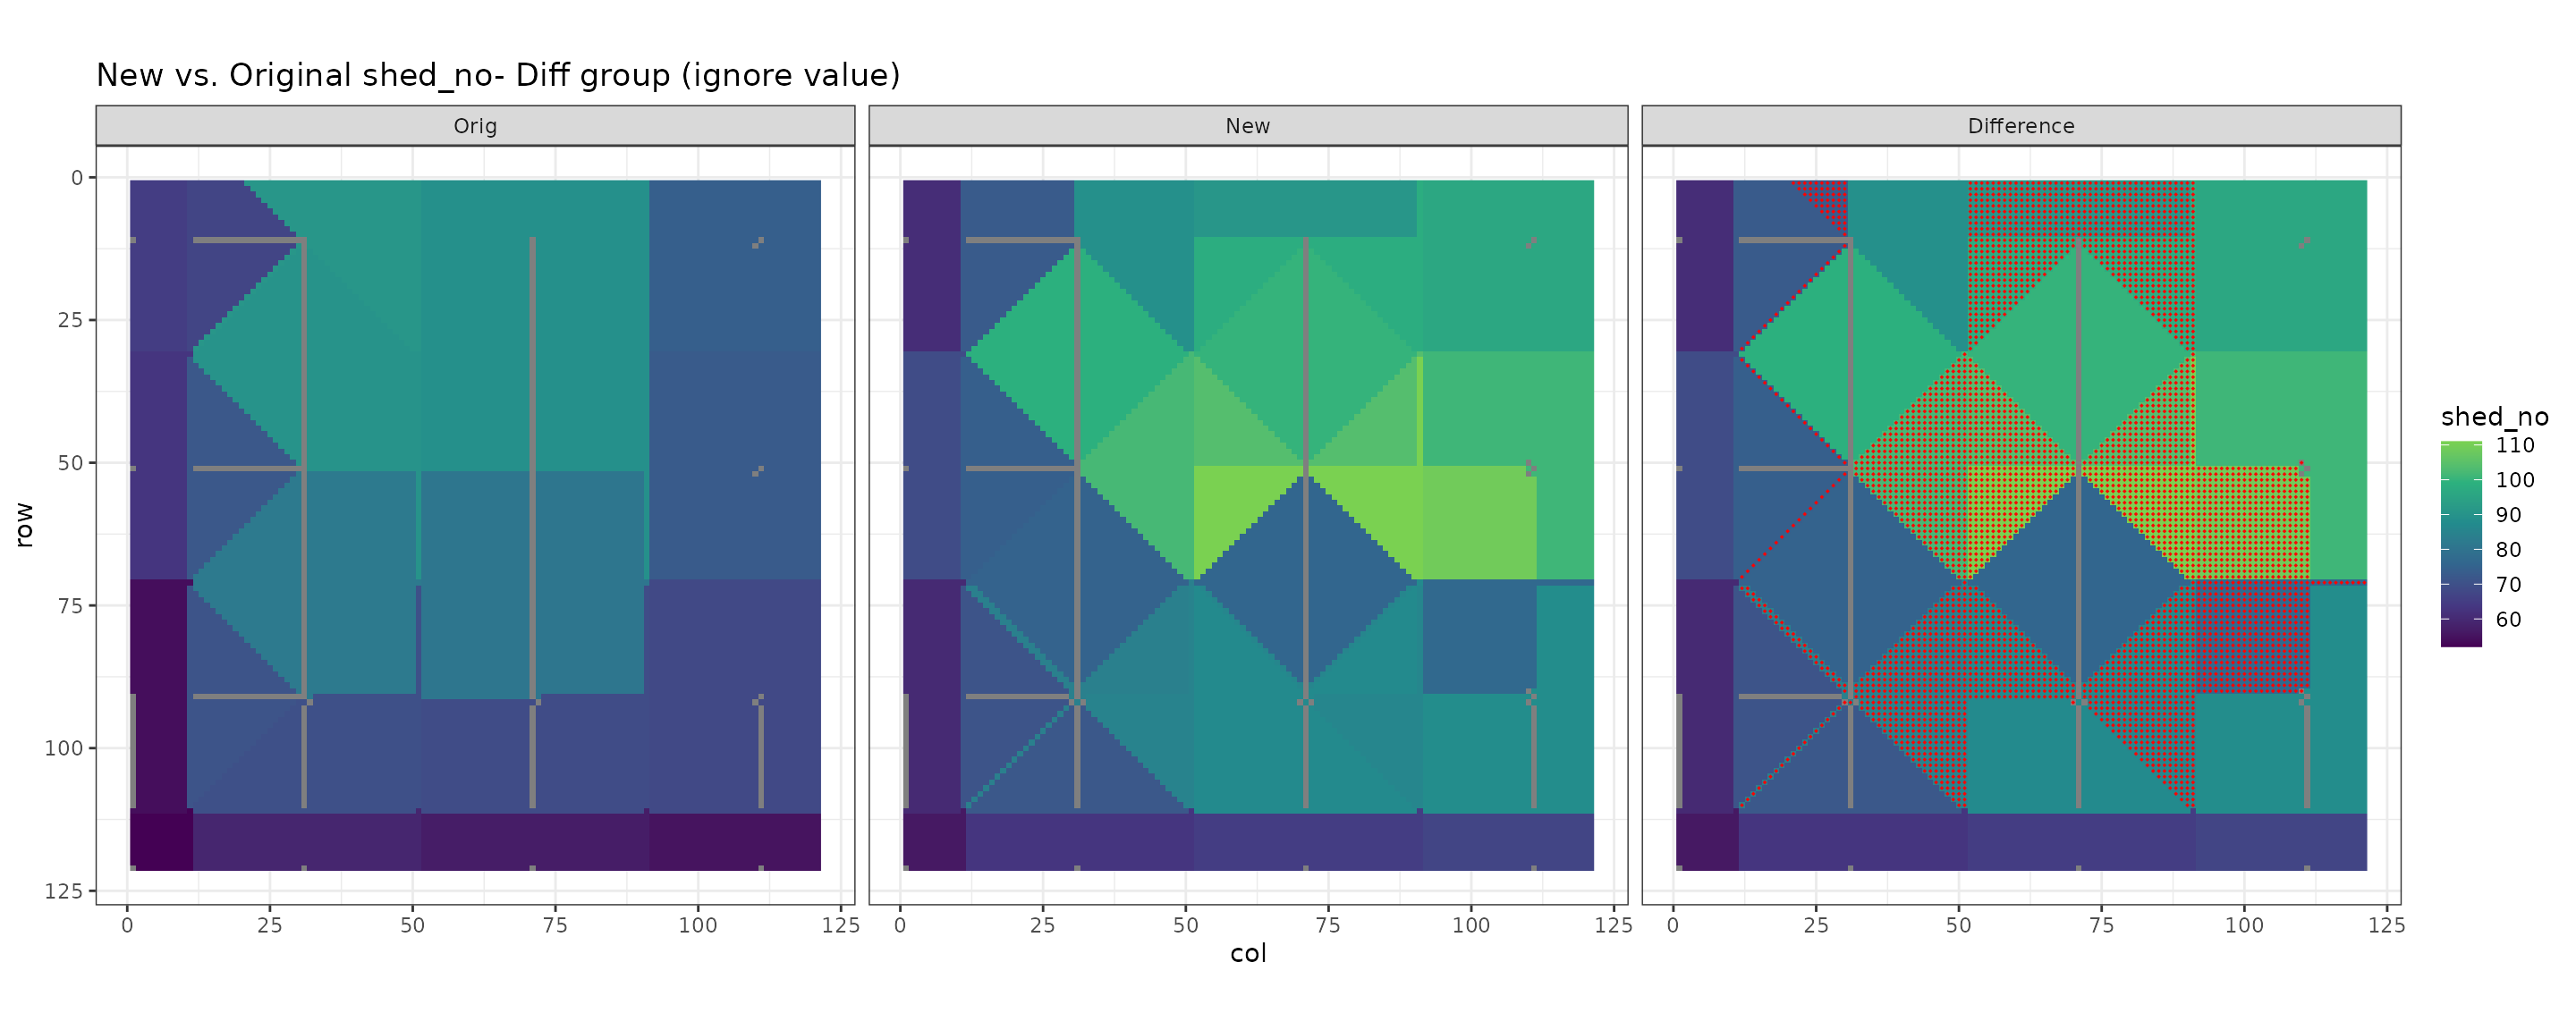 New vs. Original shed_no- Diff group (ignore value)
Orig
New
Difference
0
25
50
75
100
125
row
0 25 50 75 100 125
0 25 50 75 100 125
0 25 50 75 100 125
col
shed_no
110
100
90
80
70
60